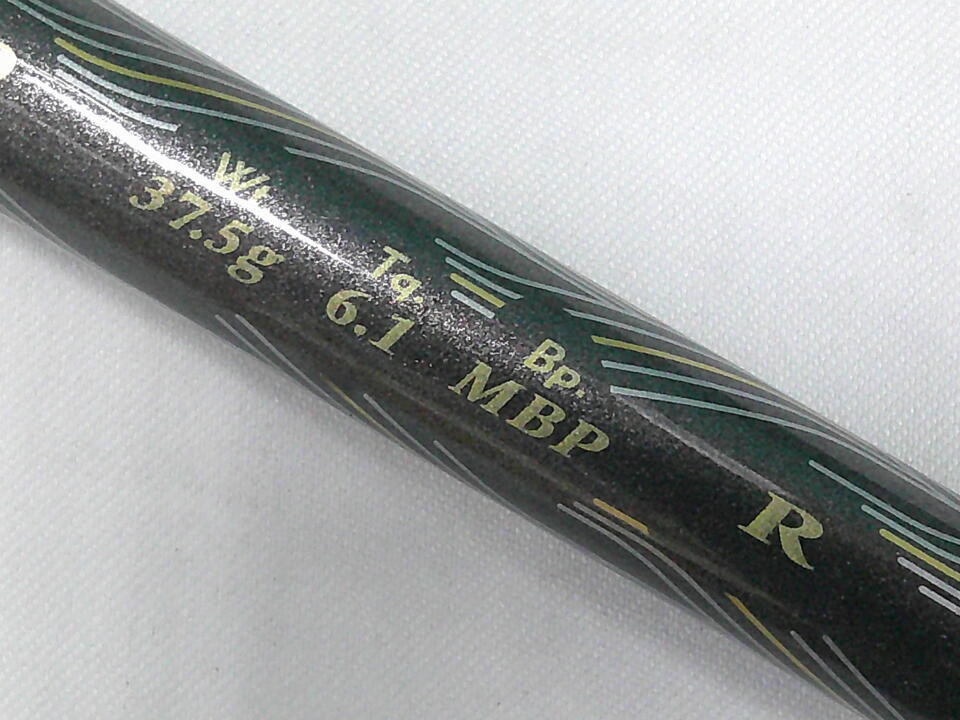 Wt. Tq. Bp.
37.5g 6.1 MBP R